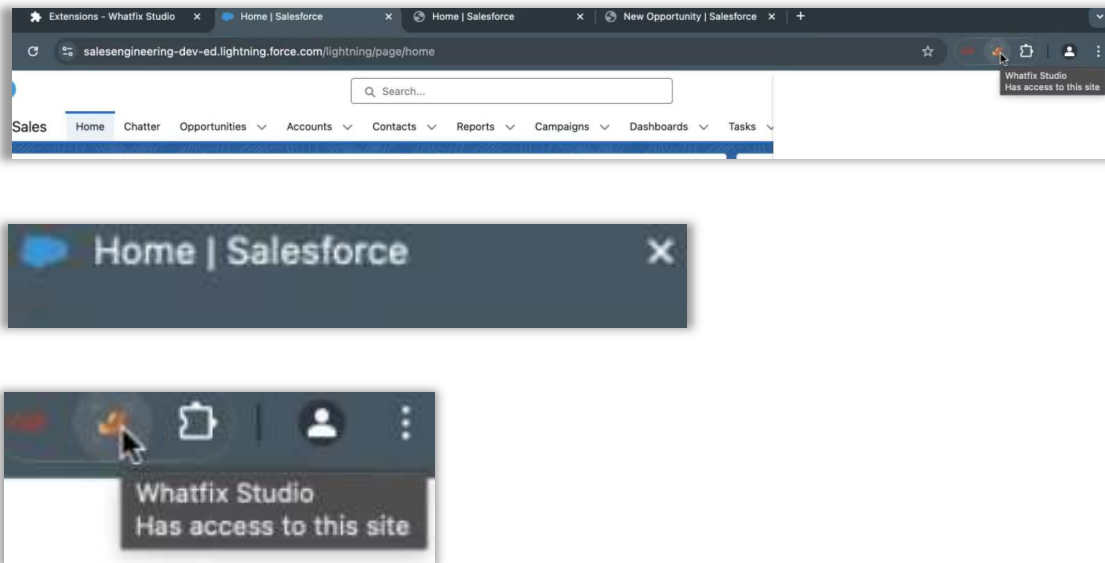 Extensions - Whatfix Studio Home | Salesforce Home | Salesforce New Opportunity | Salesforce
salesengineering-dev-ed.lightning.force.com/lightning/page/home
Whatfix Studio
Has access to this site
Search...
Sales Home Chatter Opportunities Accounts Contacts Reports Campaigns Dashboards Tasks
Home | Salesforce
Whatfix Studio
Has access to this site